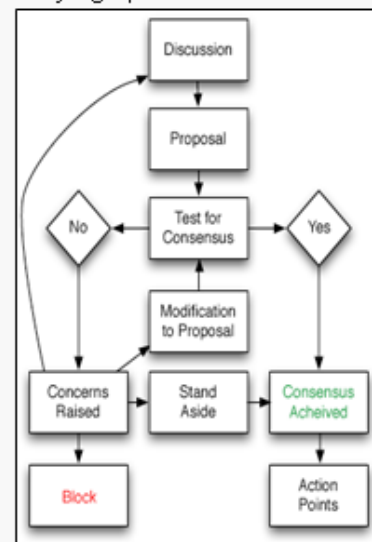 Discussion
Proposal
No
Test for
Consensus
Yes
Modification
to Proposal
Concerns
Raised
Stand
Aside
Consensus
Acheived
Block
Action
Points